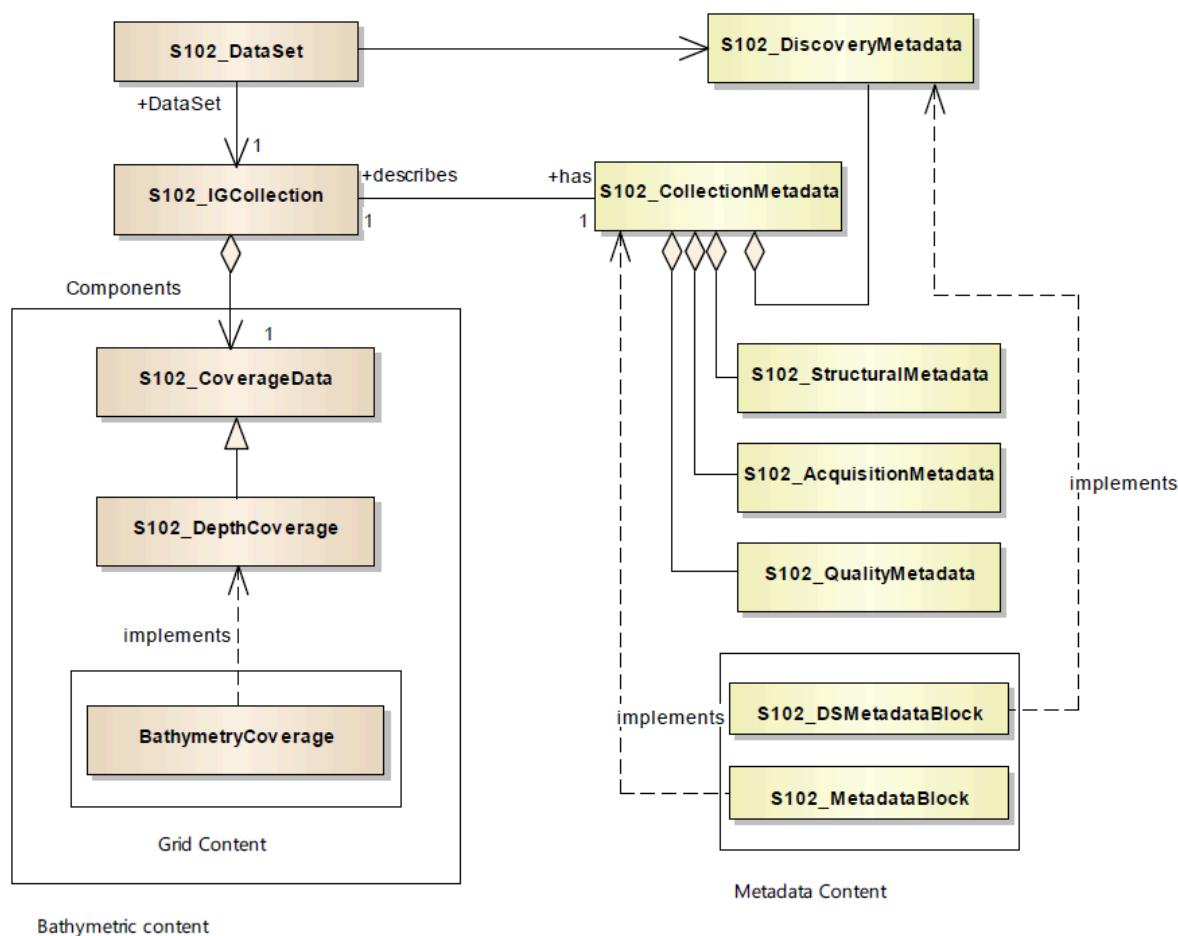 S102_DataSet
S102_DiscoveryMetadata
+DataSet
1
S102_IGCollection
+describes
1
+has
1
S102_CollectionMetadata
Components
1
S102_CoverageData
S102_StructuralMetadata
S102_AcquisitionMetadata
implements
S102_DepthCoverage
S102_QualityMetadata
implements
BathymetryCoverage
implements
S102_DSMetadataBlock
S102_MetadataBlock
Grid Content
Metadata Content
Bathymetric content